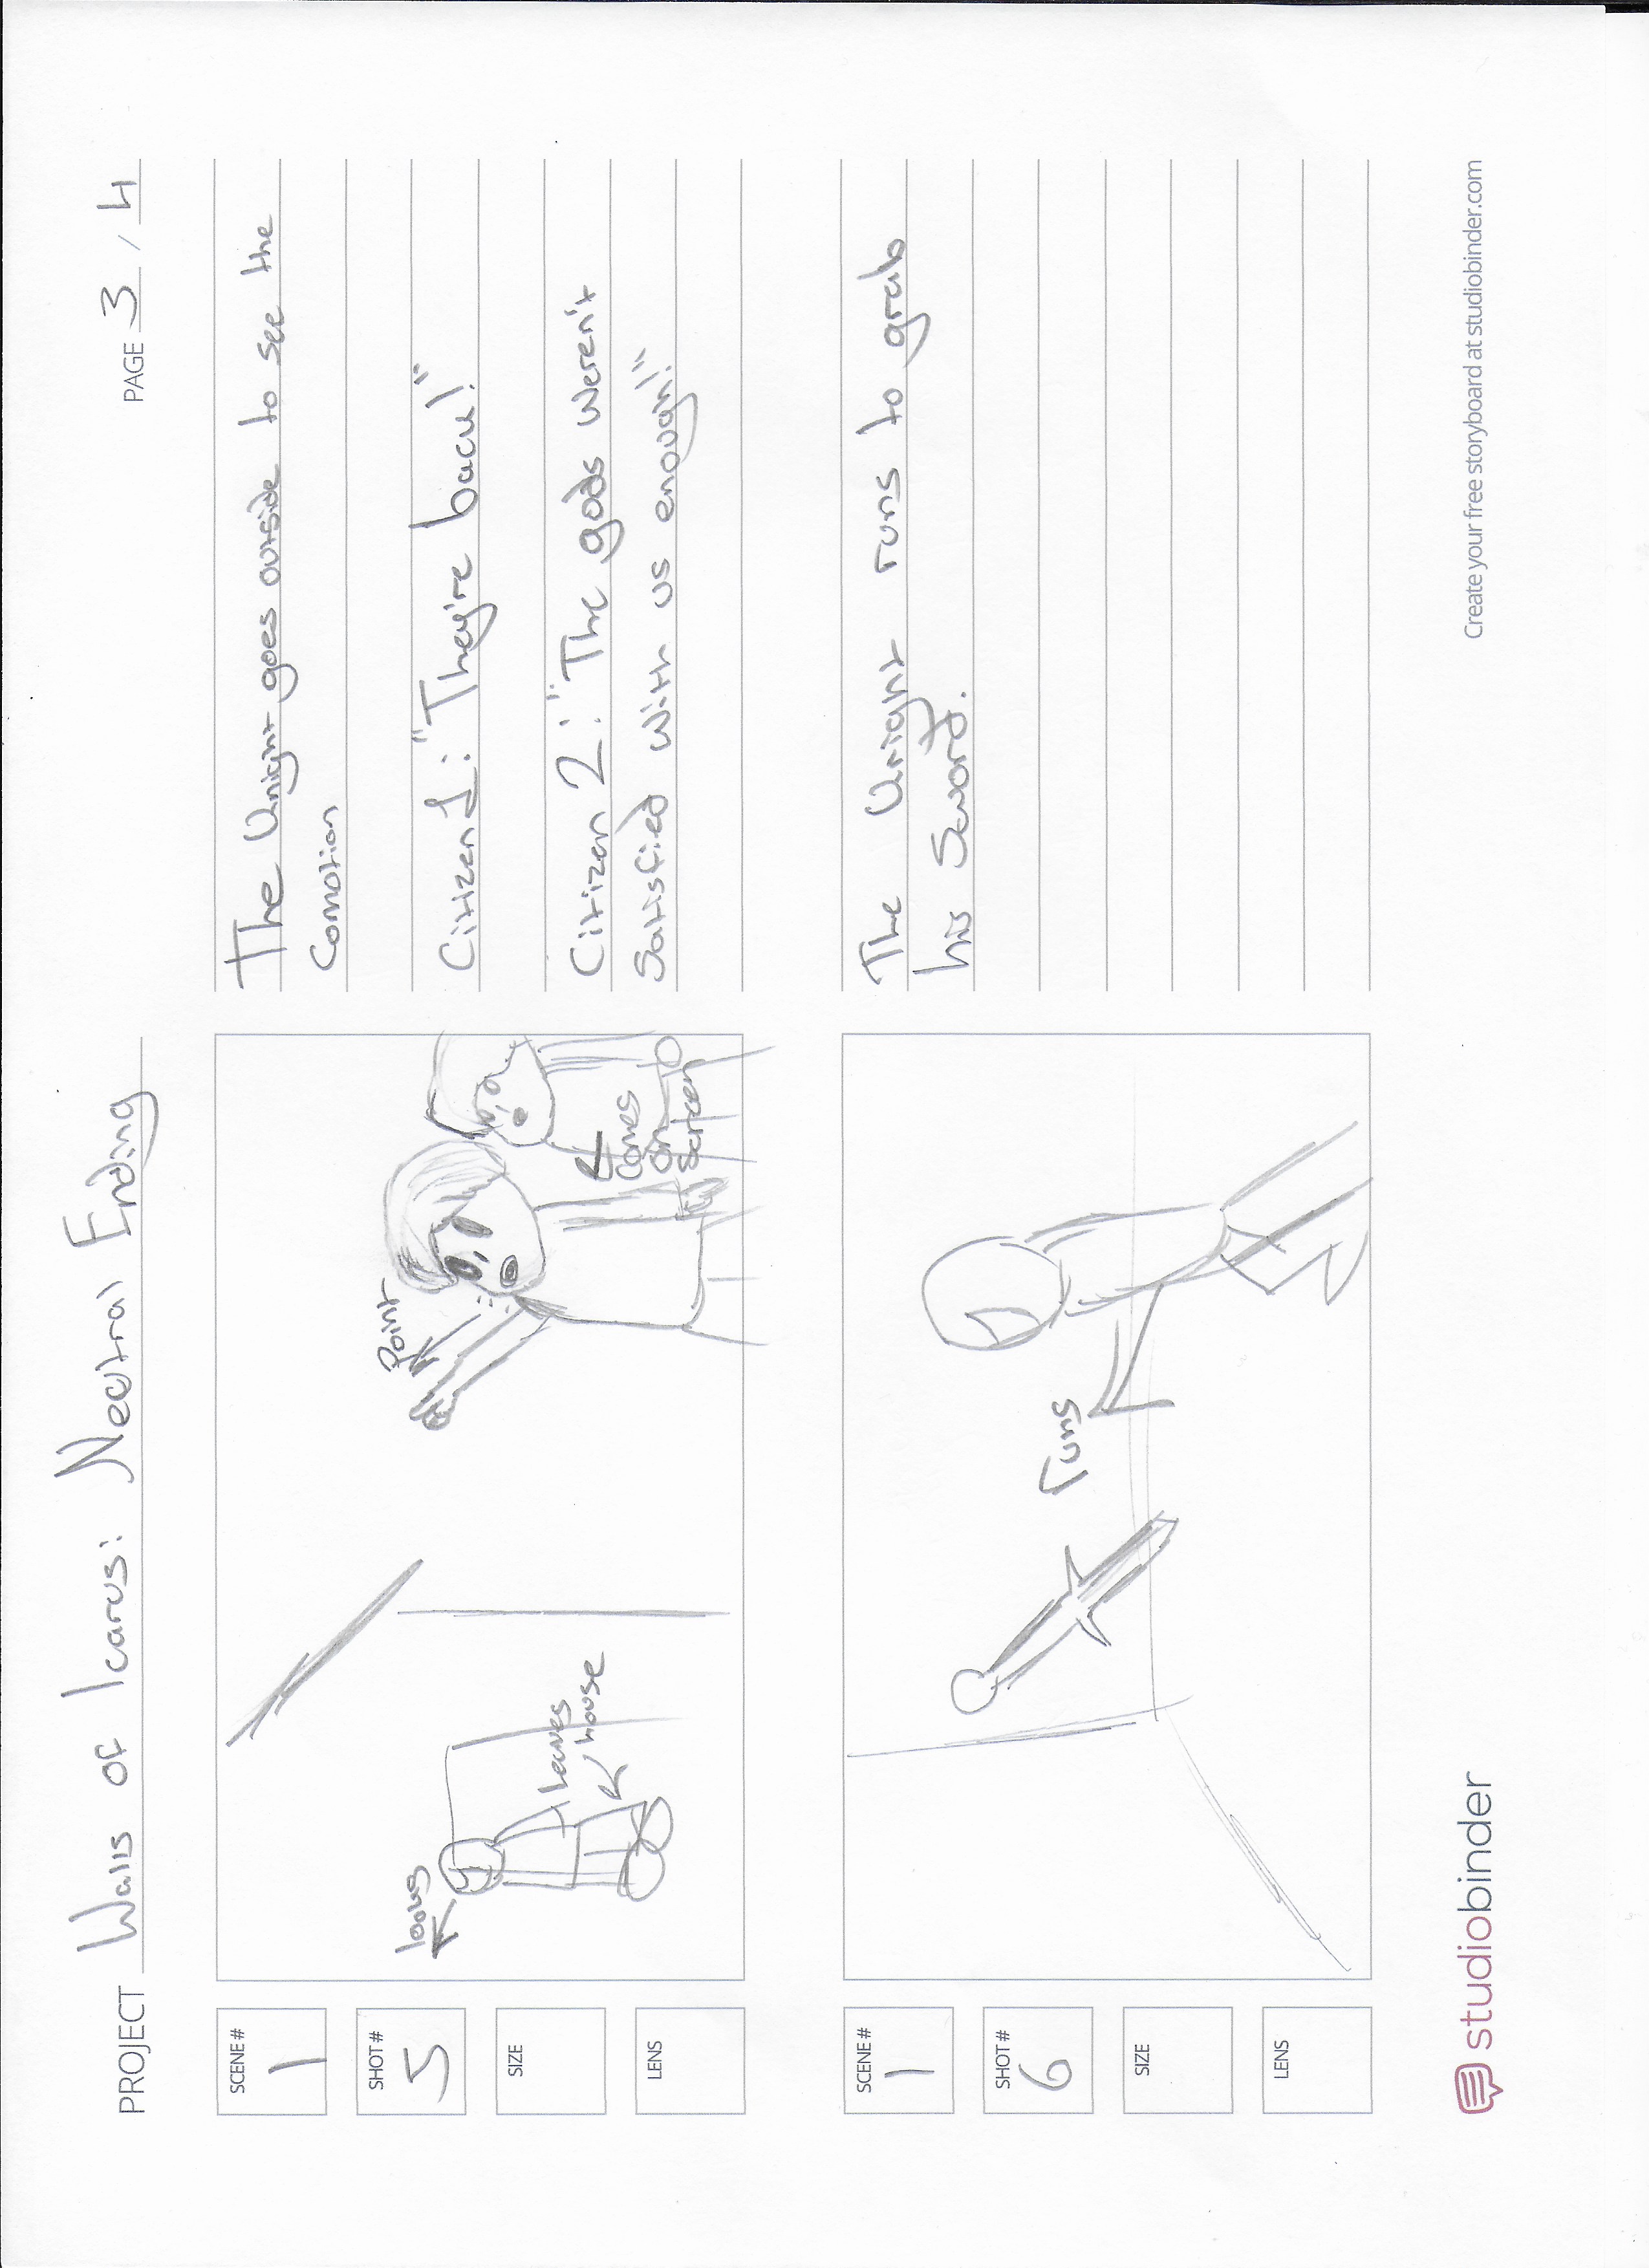 PROJECT Walls of Icarus: Neutral Ending
PAGE 3 / 4
SCENE #
1
SHOT #
5
SIZE
LENS
looks
leaves
house
Point
Comes
on
screen
The Knight goes outside to see the
Comotion
Citizen 1: "They're back!"
Citizen 2: "The gods weren't
Satisfied with us enough!"
SCENE #
1
SHOT #
6
SIZE
LENS
runs
The Knight runs to grab
his Sword.
studiobinder
Create your free storyboard at studiobinder.com